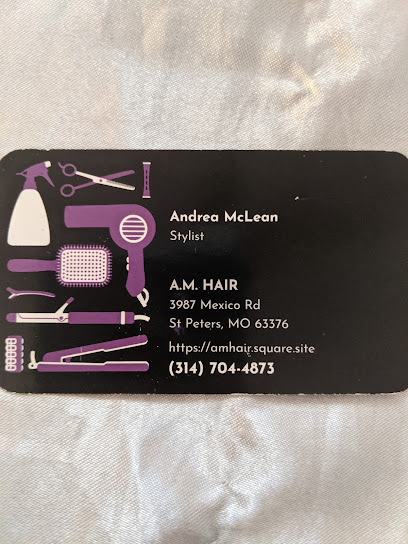 Andrea McLean
Stylist
A.M. HAIR
3987 Mexico Rd
St Peters, MO 63376
https://amhair.square.site
(314) 704-4873